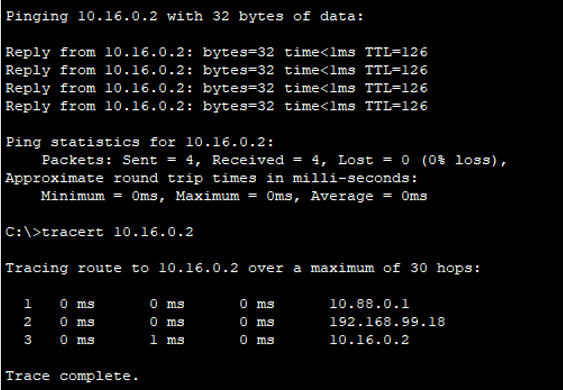 Pinging 10.16.0.2 with 32 bytes of data:
Reply from 10.16.0.2: bytes=32 time<1ms TTL=126
Reply from 10.16.0.2: bytes=32 time<1ms TTL=126
Reply from 10.16.0.2: bytes=32 time<1ms TTL=126
Reply from 10.16.0.2: bytes=32 time<1ms TTL=126
Ping statistics for 10.16.0.2:
    Packets: Sent = 4, Received = 4, Lost = 0 (0% loss),
Approximate round trip times in milli-seconds:
    Minimum = 0ms, Maximum = 0ms, Average = 0ms
C:\>tracert 10.16.0.2
Tracing route to 10.16.0.2 over a maximum of 30 hops:
  1   0 ms      0 ms      0 ms      10.88.0.1
  2   0 ms      0 ms      0 ms      192.168.99.18
  3   0 ms      1 ms      0 ms      10.16.0.2
Trace complete.